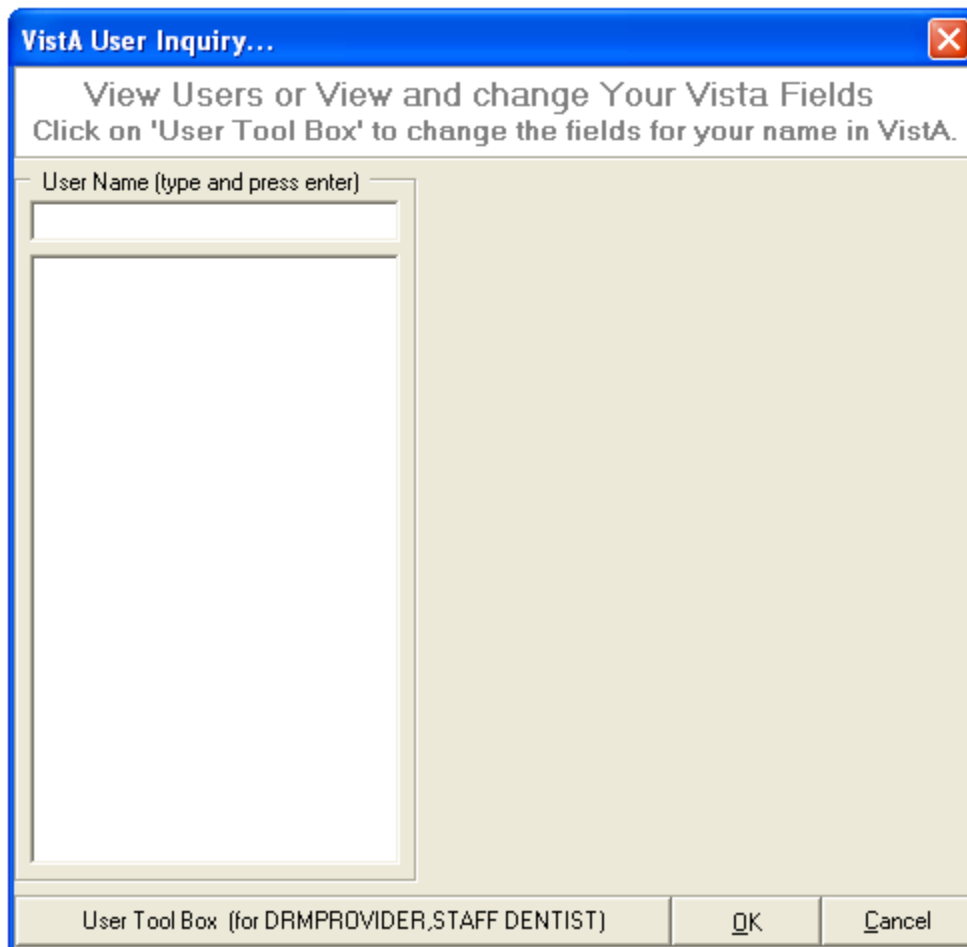 VistA User Inquiry...
View Users or View and change Your Vista Fields
Click on 'User Tool Box' to change the fields for your name in VistA.
User Name (type and press enter)
User Tool Box (for DRMPROVIDER,STAFF DENTIST)
OK
Cancel